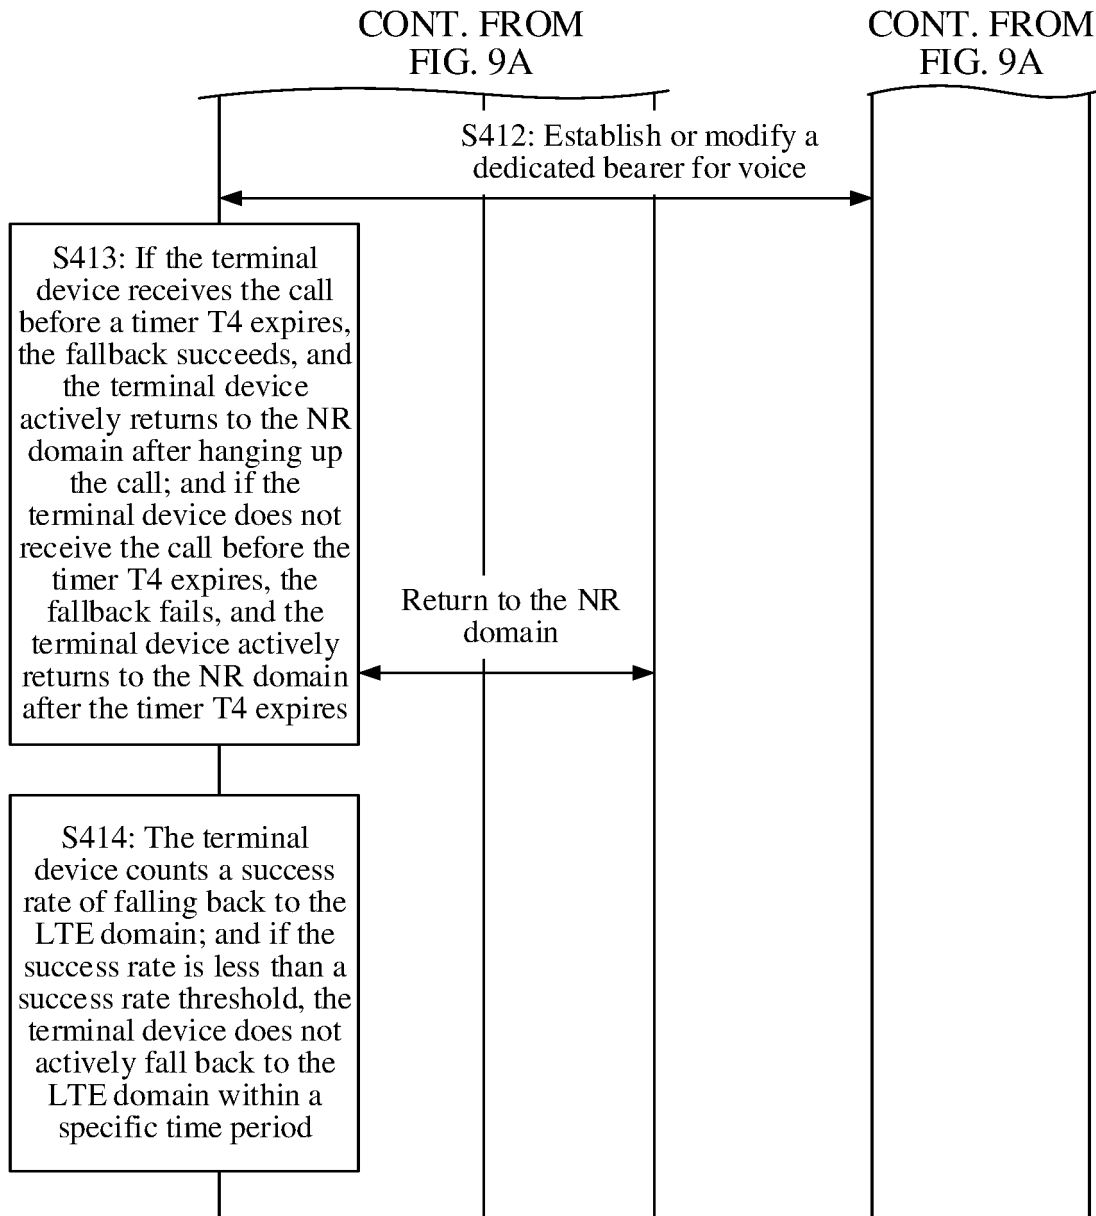 CONT. FROM
FIG. 9A
CONT. FROM
FIG. 9A
S412: Establish or modify a
dedicated bearer for voice
S413: If the terminal
device receives the call
before a timer T4 expires,
the fallback succeeds, and
the terminal device
actively returns to the NR
domain after hanging up
the call; and if the
terminal device does not
receive the call before the
timer T4 expires, the
fallback fails, and the
terminal device actively
returns to the NR domain
after the timer T4 expires
Return to the NR
domain
S414: The terminal
device counts a success
rate of falling back to the
LTE domain; and if the
success rate is less than a
success rate threshold, the
terminal device does not
actively fall back to the
LTE domain within a
specific time period